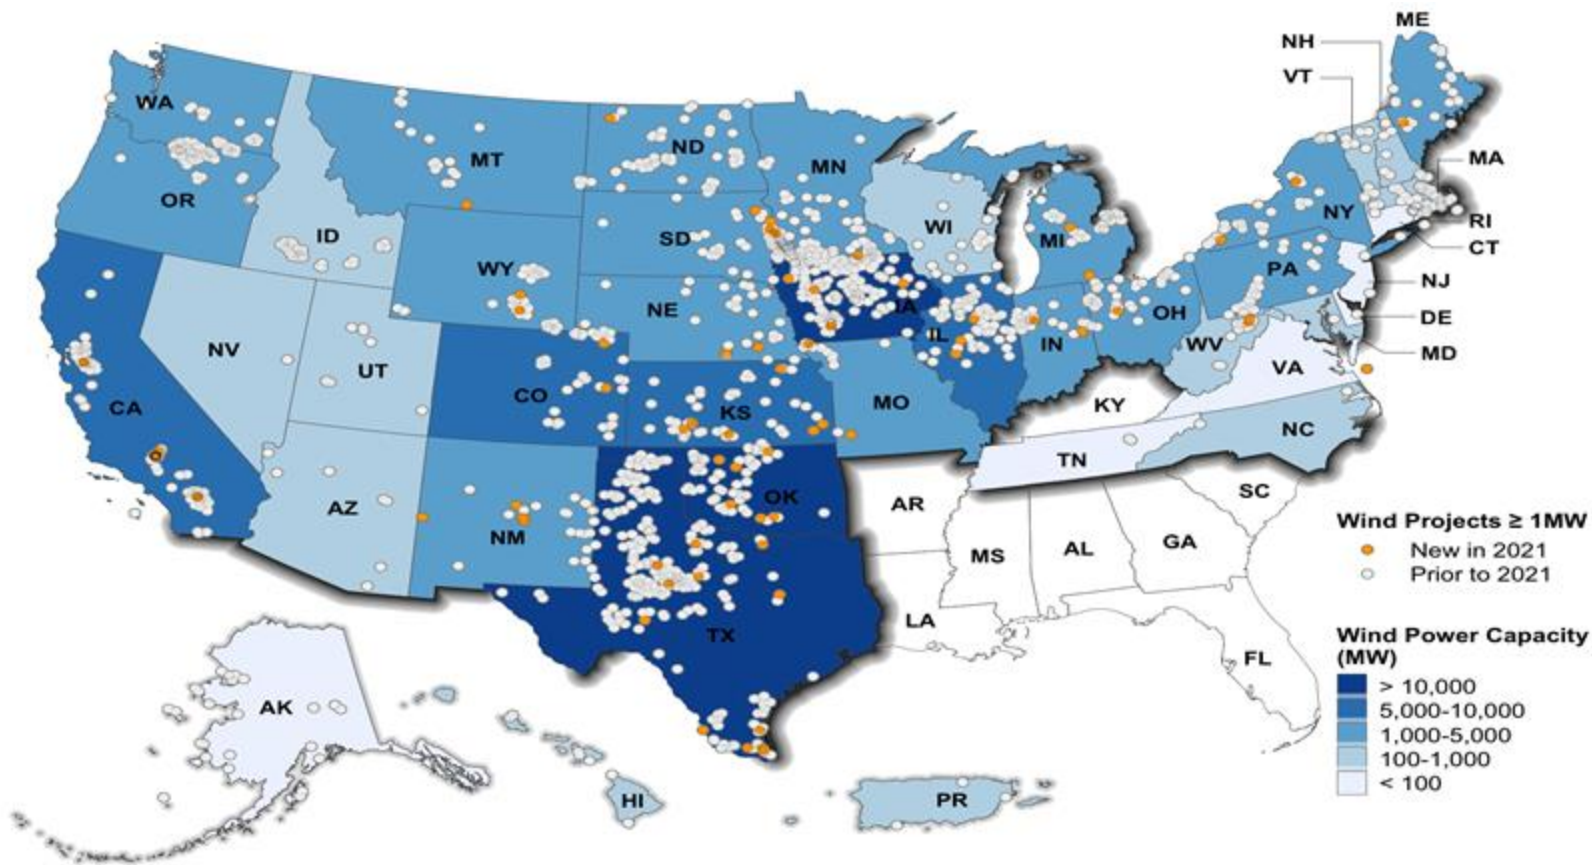 ME
NH
VT
WA
MT
ND
MN
MA
OR
ID
SD
WI
MI
NY
RI
CT
WY
NE
IA
PA
NJ
NV
UT
IL
IN
OH
WV
DE
MD
CA
CO
KS
MO
KY
VA
NC
TN
AZ
NM
OK
AR
SC
MS
AL
GA
TX
LA
FL
AK
HI
PR
Wind Projects ≥ 1MW
New in 2021
Prior to 2021
Wind Power Capacity
(MW)
> 10,000
5,000-10,000
1,000-5,000
100-1,000
< 100